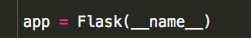 app = Flask(__name__)